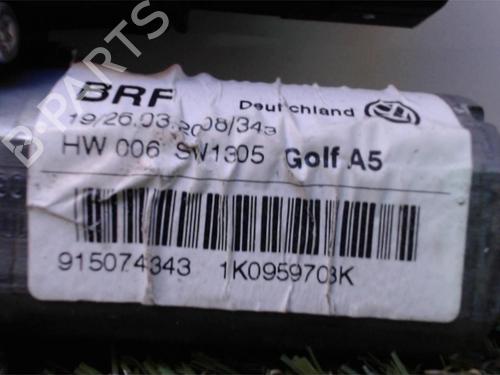 B-PARTS
BRF Deutschland
19/26.03.2008/343
HW 006 SW1305 Golf A5
915074343 1K0959703K